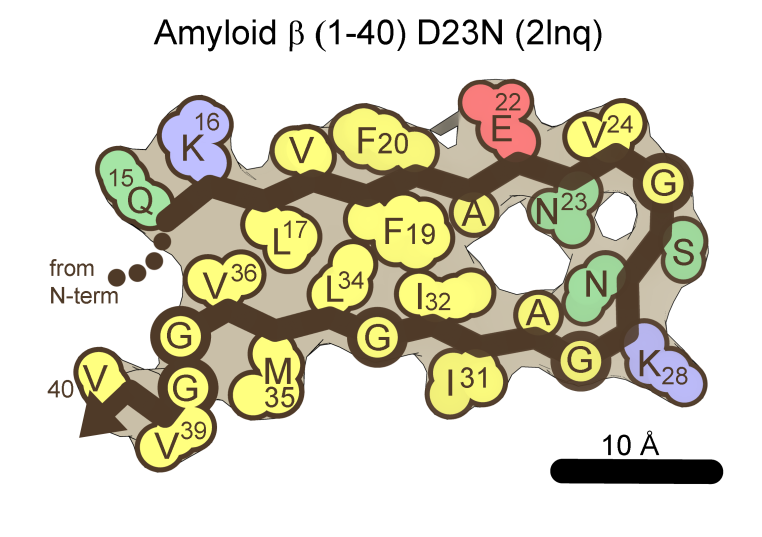 Amyloid β (1-40) D23N (2lnq)
15
Q
16
K
V
F20
22
E
V24
G
L17
F19
A
N23
S
from
N-term
V36
L34
I32
A
N
G
G
G
K28
40
V
G
M
35
I31
V39
10 Å